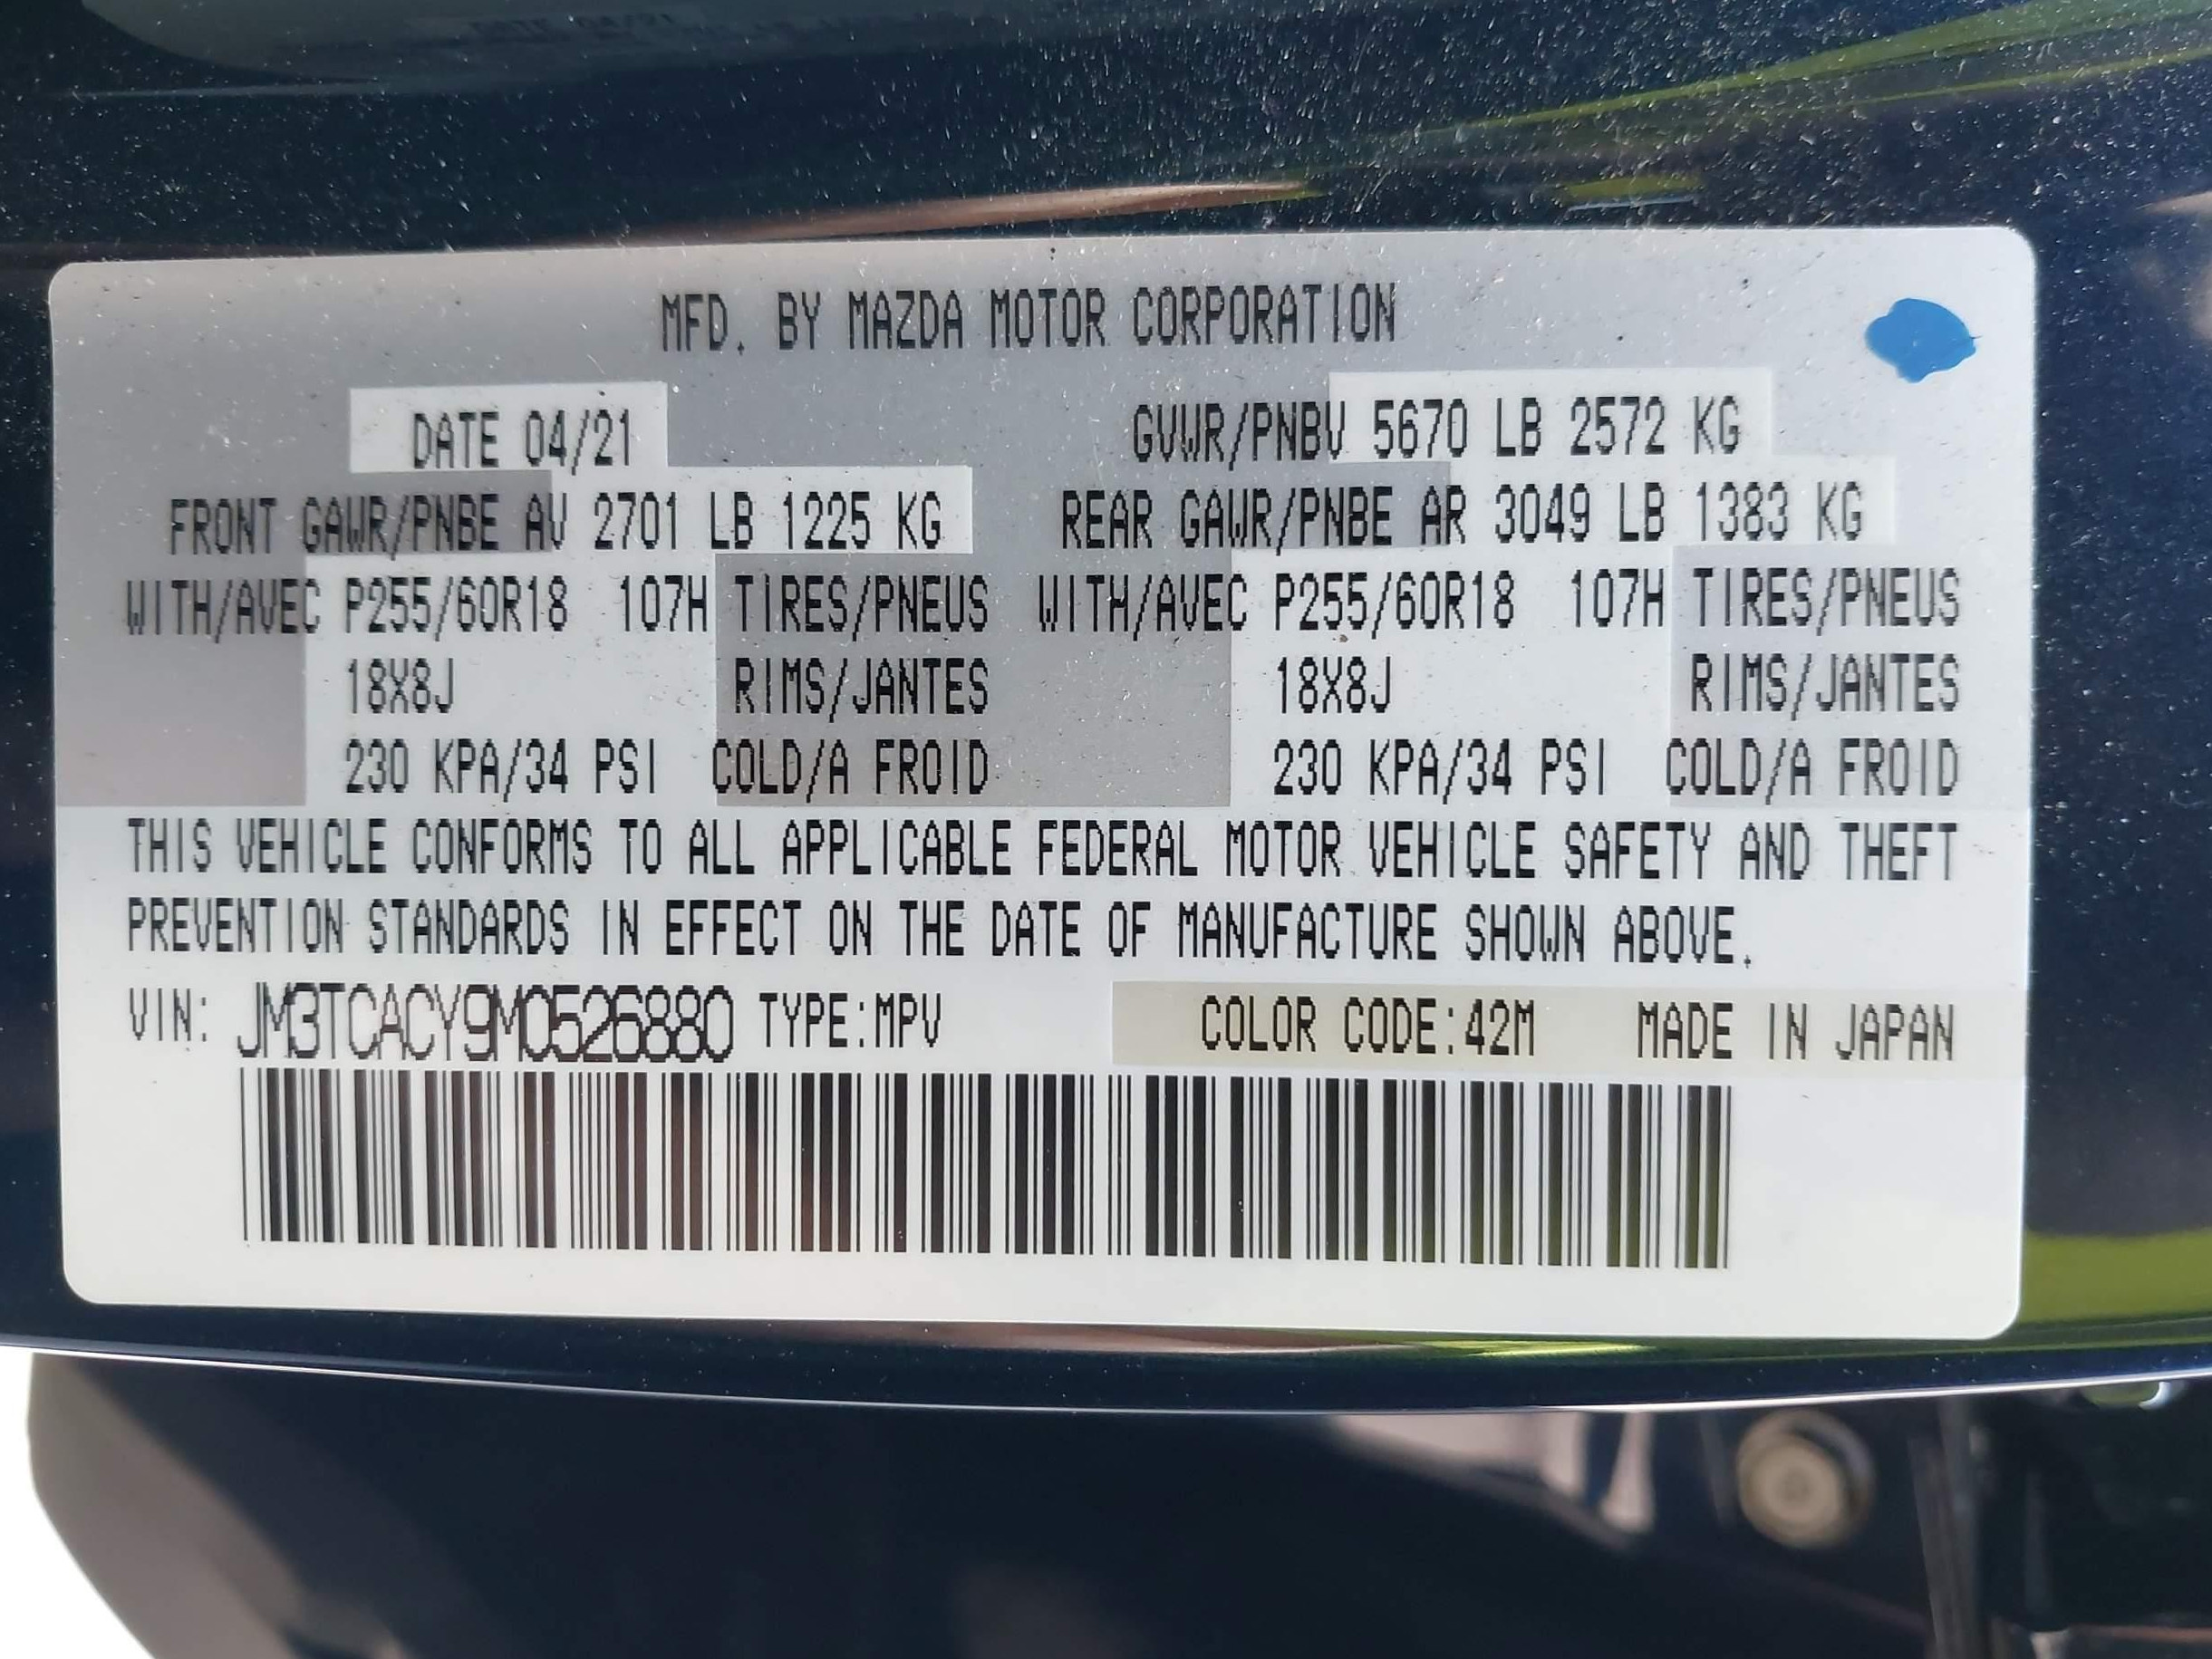 MFD. BY MAZDA MOTOR CORPORATION
DATE 04/21 GVWR/PNBV 5670 LB 2572 KG
FRONT GAWR/PNBE AV 2701 LB 1225 KG REAR GAWR/PNBE AR 3049 LB 1383 KG
WITH/AVEC P255/60R18 107H TIRES/PNEUS WITH/AVEC P255/60R18 107H TIRES/PNEUS
18X8J RIMS/JANTES 18X8J RIMS/JANTES
230 KPA/34 PSI COLD/A FROID 230 KPA/34 PSI COLD/A FROID
THIS VEHICLE CONFORMS TO ALL APPLICABLE FEDERAL MOTOR VEHICLE SAFETY AND THEFT
PREVENTION STANDARDS IN EFFECT ON THE DATE OF MANUFACTURE SHOWN ABOVE.
VIN: JM3TCACY9M0526880 TYPE:MPV COLOR CODE:42M MADE IN JAPAN